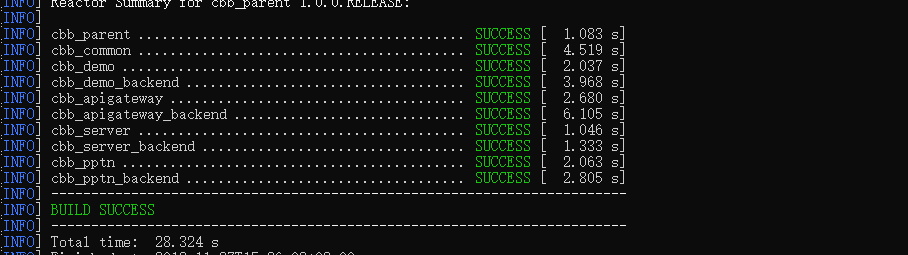 [INFO] Reactor Summary for cbb_parent 1.0.0.RELEASE:
[INFO]
[INFO] cbb_parent ......................................... SUCCESS [  1.083 s]
[INFO] cbb_common ......................................... SUCCESS [  4.519 s]
[INFO] cbb_demo ........................................... SUCCESS [  2.037 s]
[INFO] cbb_demo_backend ................................... SUCCESS [  3.968 s]
[INFO] cbb_apigateway ..................................... SUCCESS [  2.680 s]
[INFO] cbb_apigateway_backend ............................. SUCCESS [  6.105 s]
[INFO] cbb_server ......................................... SUCCESS [  1.046 s]
[INFO] cbb_server_backend ................................. SUCCESS [  1.333 s]
[INFO] cbb_pptn ........................................... SUCCESS [  2.063 s]
[INFO] cbb_pptn_backend ................................... SUCCESS [  2.805 s]
[INFO] ------------------------------------------------------------------------
[INFO] BUILD SUCCESS
[INFO] ------------------------------------------------------------------------
[INFO] Total time:  28.324 s